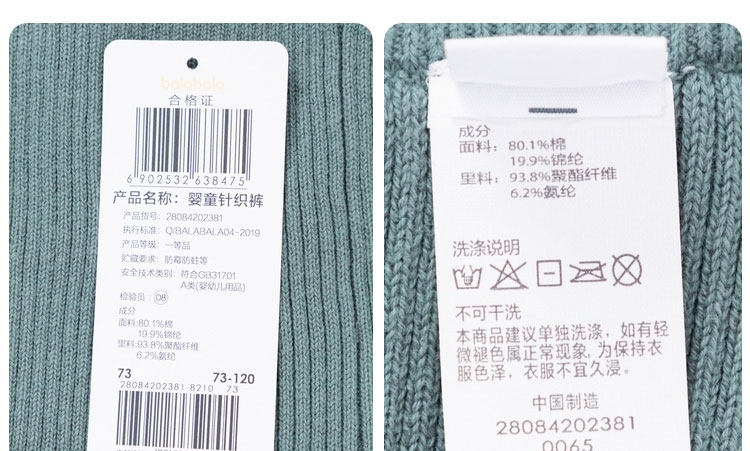 balabala
合格证
6 902532 638475
产品名称：婴童针织裤
产品货号：28084202381
执行标准：Q/BALABALA04-2019
产品等级：一等品
贮藏要求：防霉防蛀等
安全技术类别：符合GB31701
A类(婴幼儿用品)
检验员：08
成分
面料:80.1%棉
19.9%锦纶
里料:93.8%聚酯纤维
6.2%氨纶
73 73-120
28084202381-8210 73
成分
面料：80.1%棉
19.9%锦纶
里料：93.8%聚酯纤维
6.2%氨纶
洗涤说明
不可干洗
本商品建议单独洗涤，如有轻
微褪色属正常现象，为保持衣
服色泽，衣服不宜久浸。
中国制造
28084202381
0065